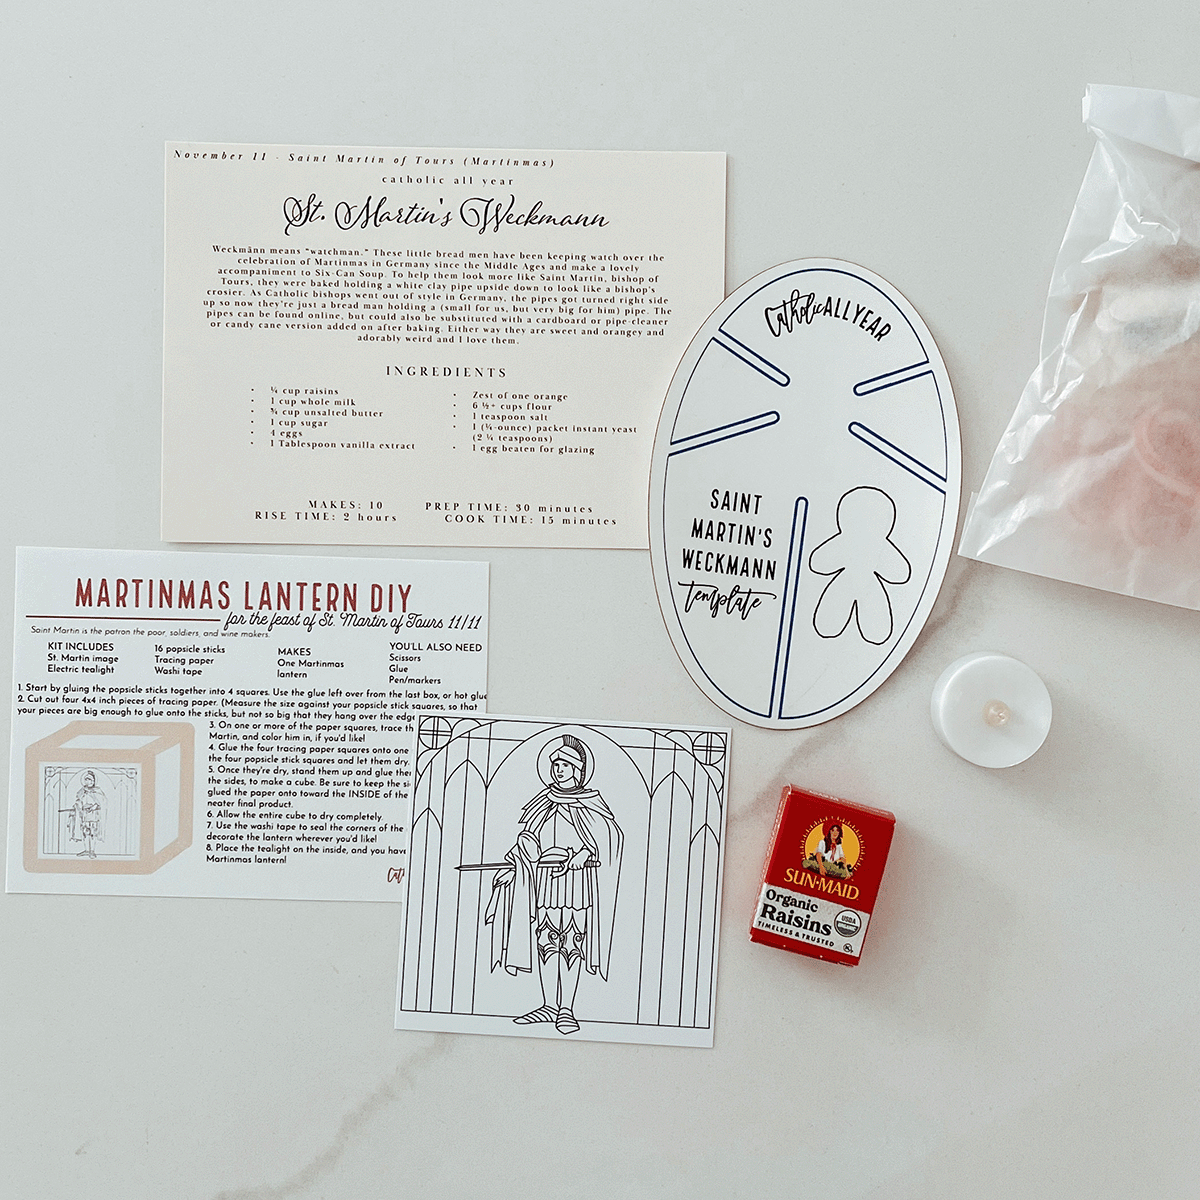 November 11 - Saint Martin of Tours (Martinmas)
catholic all year
St. Martin's Weckmann
Weckmänn means "watchman." These little bread men have been keeping watch over the
celebration of Martinmas in Germany since the Middle Ages and make a lovely
accompaniment to Six-Can Soup. To help them look more like Saint Martin, bishop of
Tours, they were baked holding a white clay pipe upside down to look like a bishop's
crosier. As Catholic bishops went out of style in Germany, the pipes got turned right side
up so now they're just a bread man holding a (small for us, but very big for him) pipe. The
pipes can be found online, but could also be substituted with a cardboard or pipe cleaner
or candy cane version added on after baking. Either way they are sweet and orangey and
adorably weird and I love them.
INGREDIENTS
• ¼ cup raisins
• 1 cup whole milk
• ¾ cup unsalted butter
• 1 cup sugar
• 4 eggs
• 1 Tablespoon vanilla extract
• Zest of one orange
• 6 ½+ cups flour
• 1 teaspoon salt
• 1 (¼-ounce) packet instant yeast
(2 ¼ teaspoons)
• 1 egg beaten for glazing
MAKES: 10 PREP TIME: 30 minutes
RISE TIME: 2 hours COOK TIME: 15 minutes
Catholic ALL YEAR
SAINT
MARTIN'S
WECKMANN
template
MARTINMAS LANTERN DIY
for the feast of St. Martin of Tours 11/11
Saint Martin is the patron the poor, soldiers, and wine makers.
KIT INCLUDES
St. Martin image
Electric tealight
16 popsicle sticks
Tracing paper
Washi tape
MAKES
One Martinmas
lantern
YOU'LL ALSO NEED
Scissors
Glue
Pen/markers
1. Start by gluing the popsicle sticks together into 4 squares. Use the glue left over from the last box, or hot glue
2. Cut out four 4x4 inch pieces of tracing paper. (Measure the size against your popsicle stick squares, so that
your pieces are big enough to glue onto the sticks, but not so big that they hang over the edge
3. On one or more of the paper squares, trace th
Martin, and color him in, if you'd like!
4. Glue the four tracing paper squares onto one
the four popsicle stick squares and let them dry.
5. Once they're dry, stand them up and glue ther
the sides, to make a cube. Be sure to keep the si
glued the paper onto toward the INSIDE of the
neater final product.
6. Allow the entire cube to dry completely.
7. Use the washi tape to seal the corners of the
decorate the lantern wherever you'd like!
8. Place the tealight on the inside, and you have
Martinmas lantern!
Cath
SUN-MAID
Organic
Raisins
TIMELESS & TRUSTED
USDA